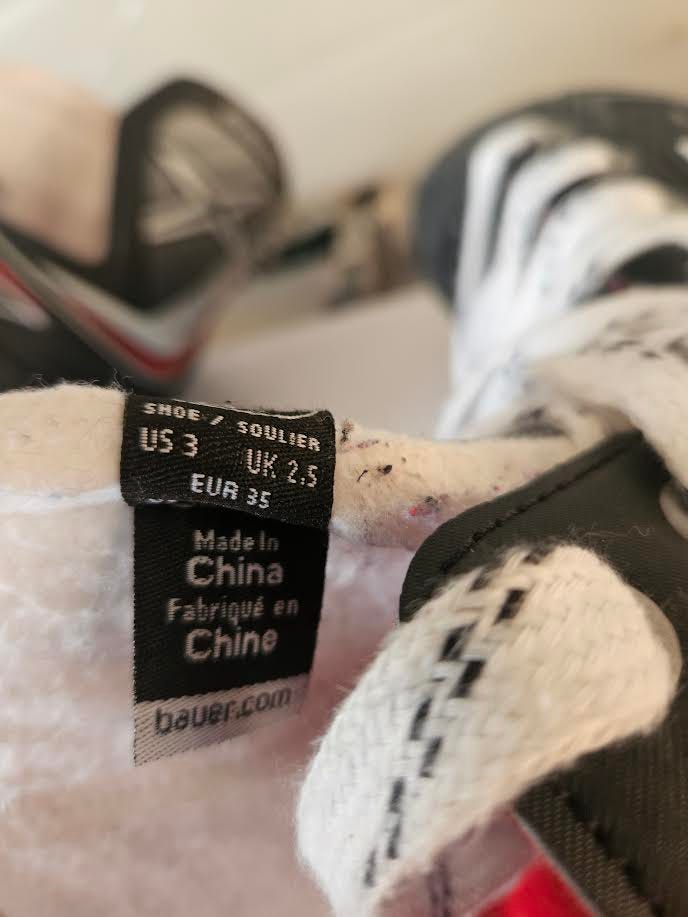 SHOE / SOULIER
US 3 UK 2.5
EUR 35
Made In
China
Fabriqué en
Chine
bauer.com